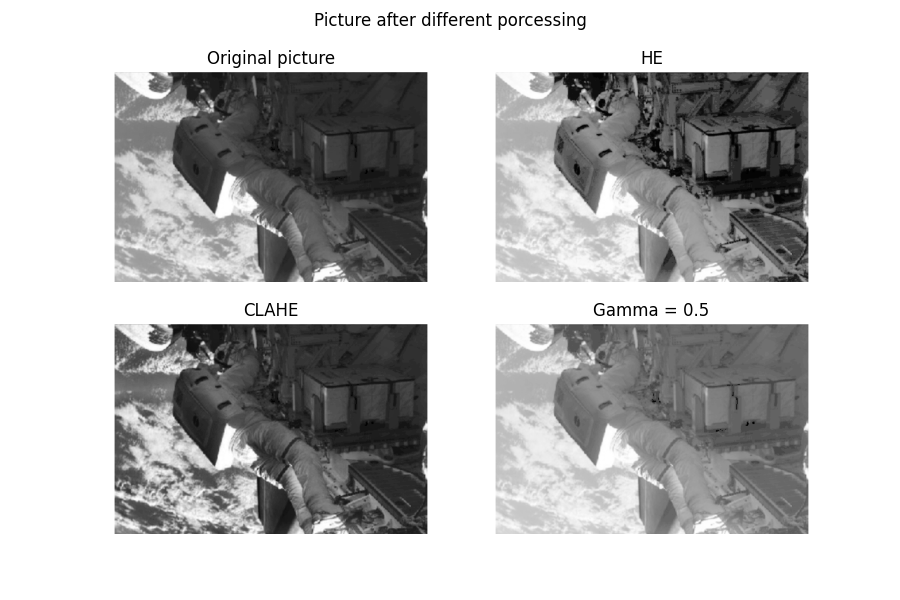 Picture after different porcessing
Original picture
HE
CLAHE
Gamma = 0.5